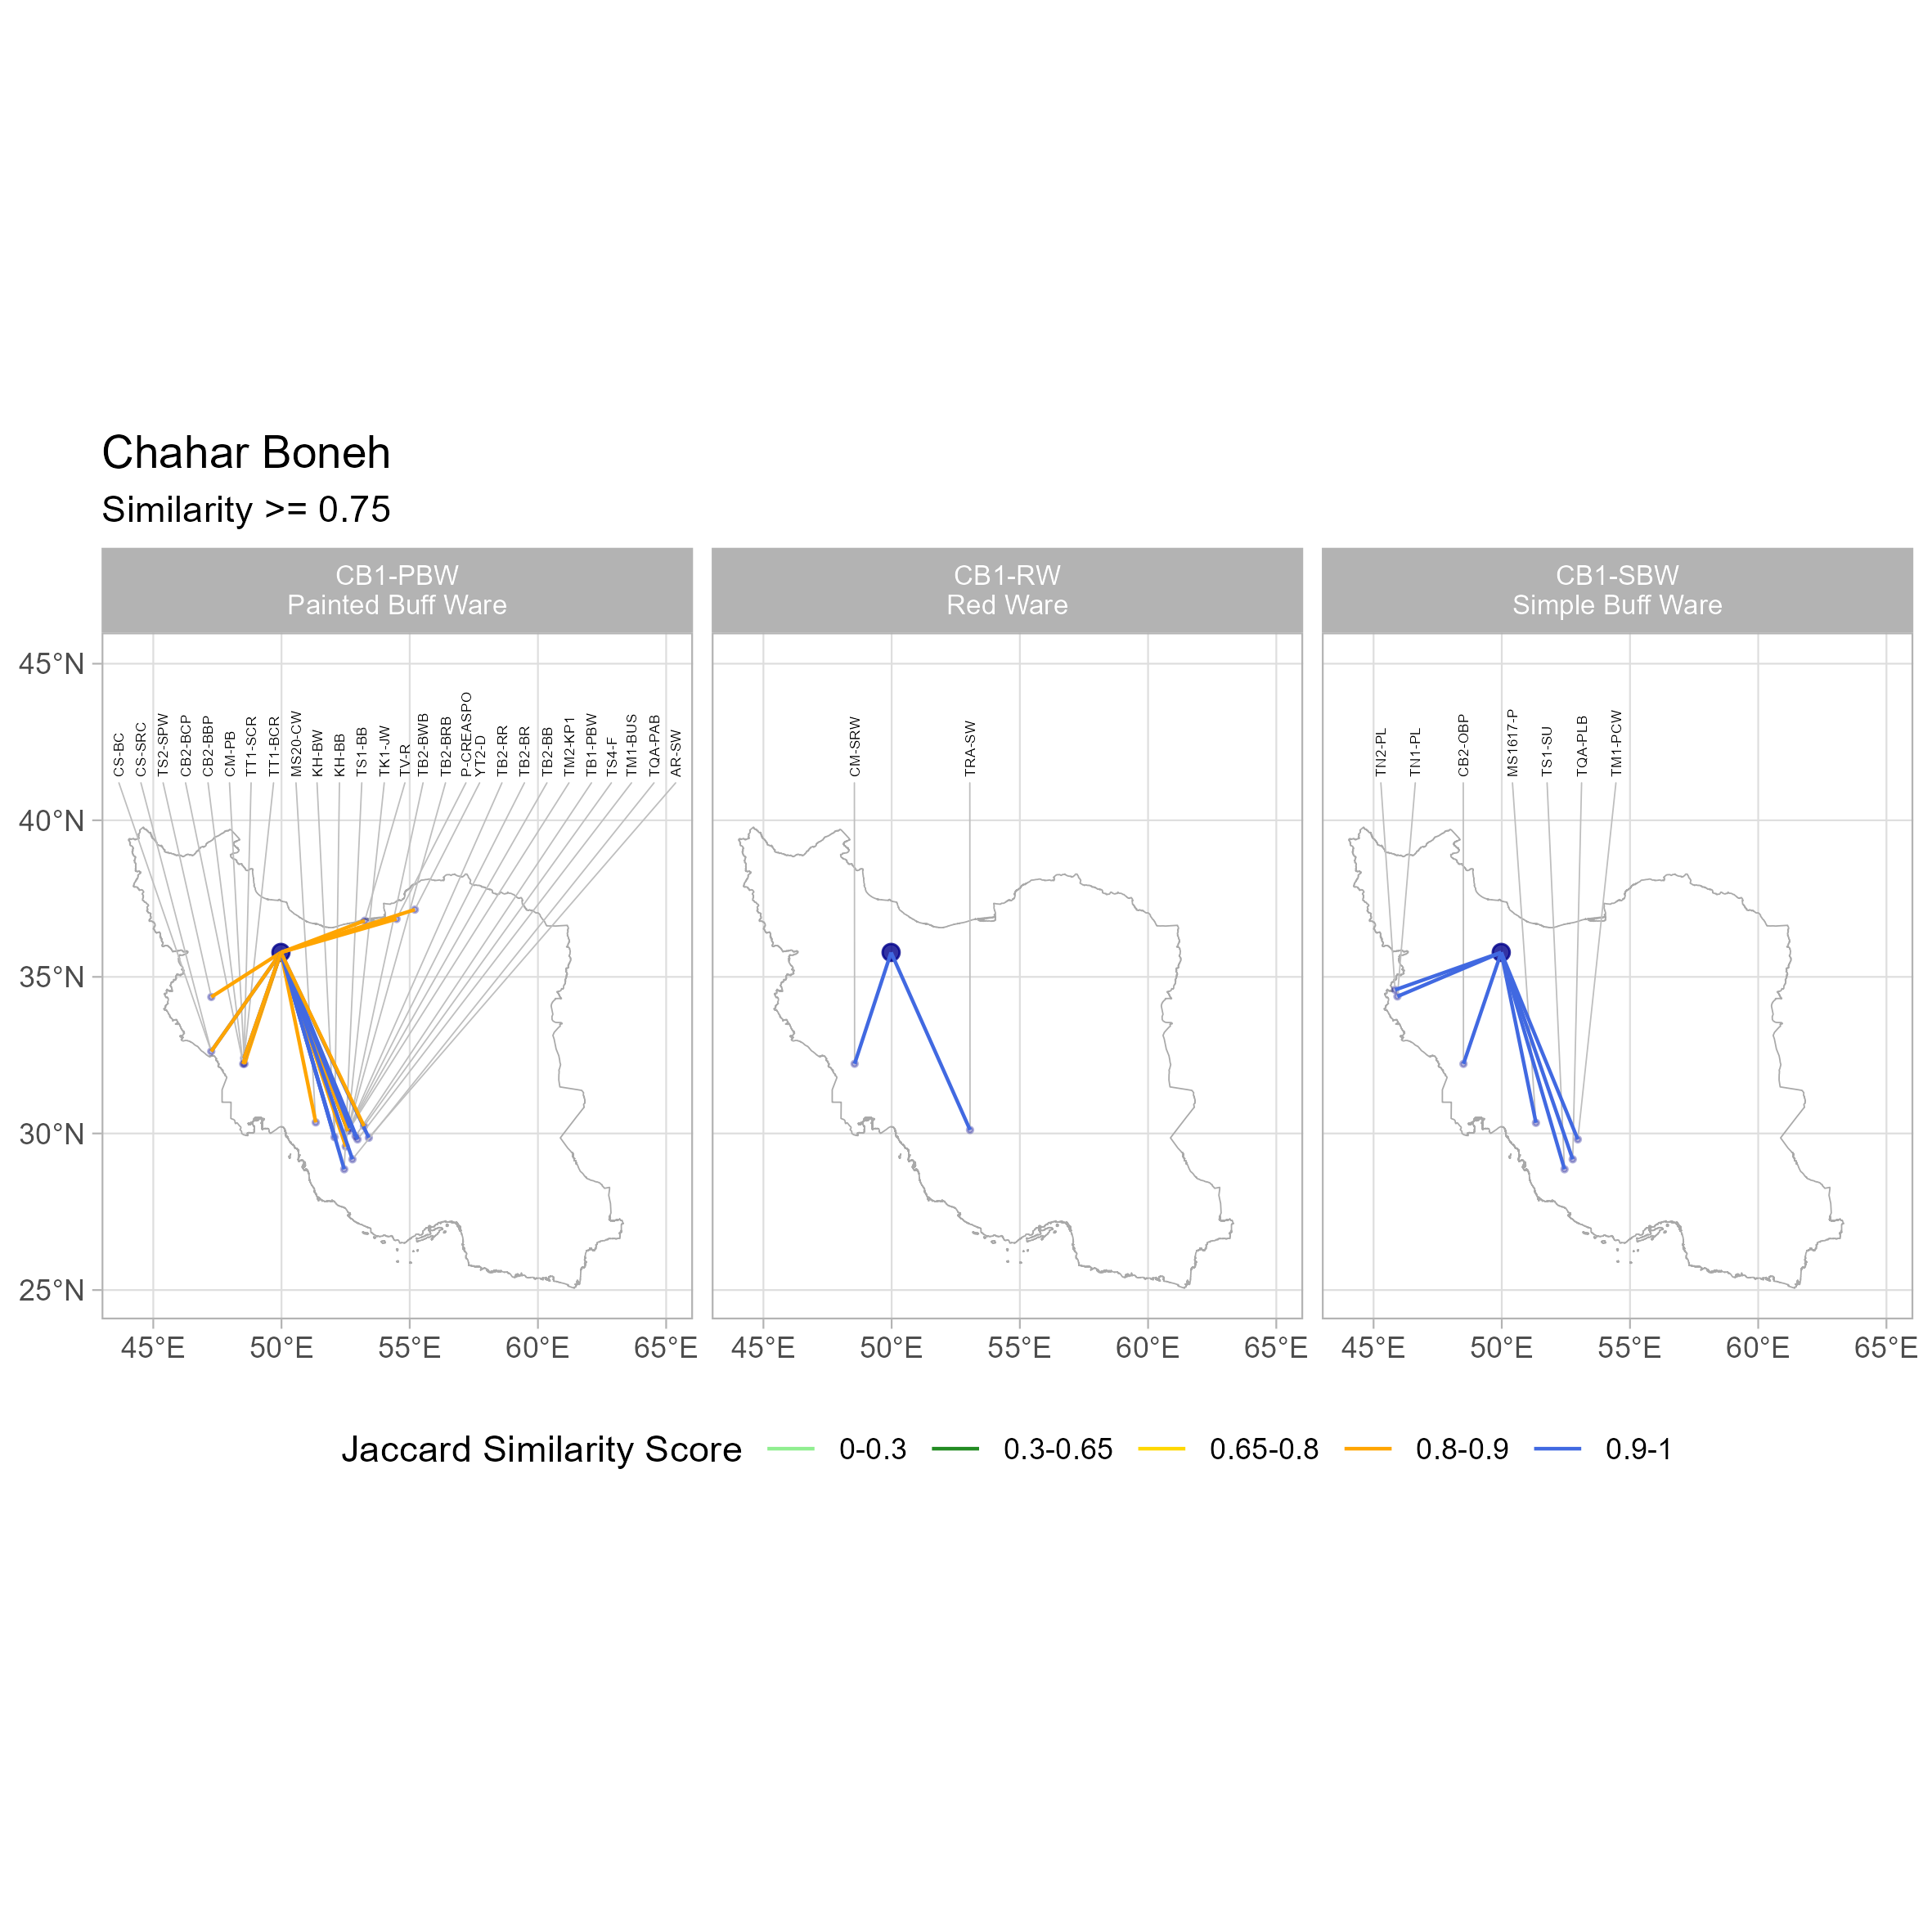 Chahar Boneh
Similarity >= 0.75
CB1-PBW
Painted Buff Ware
CB1-RW
Red Ware
CB1-SBW
Simple Buff Ware
45°N
40°N
35°N
30°N
25°N
CS-BC
CS-SRC
TS2-SPW
CB2-BCP
CB2-BBP
CM-PB
TT1-SCR
TT1-BCR
MS20-CW
KH-BW
KH-BB
TS1-BB
TK1-JW
TV-R
TB2-BWB
TB2-BRB
P-CREASPO
YT2-D
TB2-RR
TB2-BR
TB2-BB
TM2-KP1
TB1-PBW
TS4-F
TM1-BUS
TQA-PAB
AR-SW
CM-SRW
TRA-SW
TN2-PL
TN1-PL
CB2-OBP
MS1617-P
TS1-SU
TQA-PLB
TM1-PCW
45°E 50°E 55°E 60°E 65°E
45°E 50°E 55°E 60°E 65°E
45°E 50°E 55°E 60°E 65°E
Jaccard Similarity Score 0-0.3 0.3-0.65 0.65-0.8 0.8-0.9 0.9-1